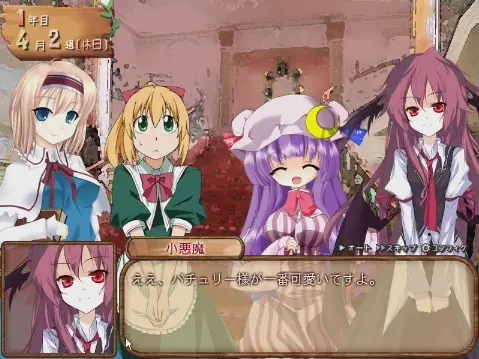 1年目
4月2週(休日)
▶オート ▶▶スキップ ⚙コンフィグ
小悪魔
ええ、パチュリー様が一番可愛いてすよ。